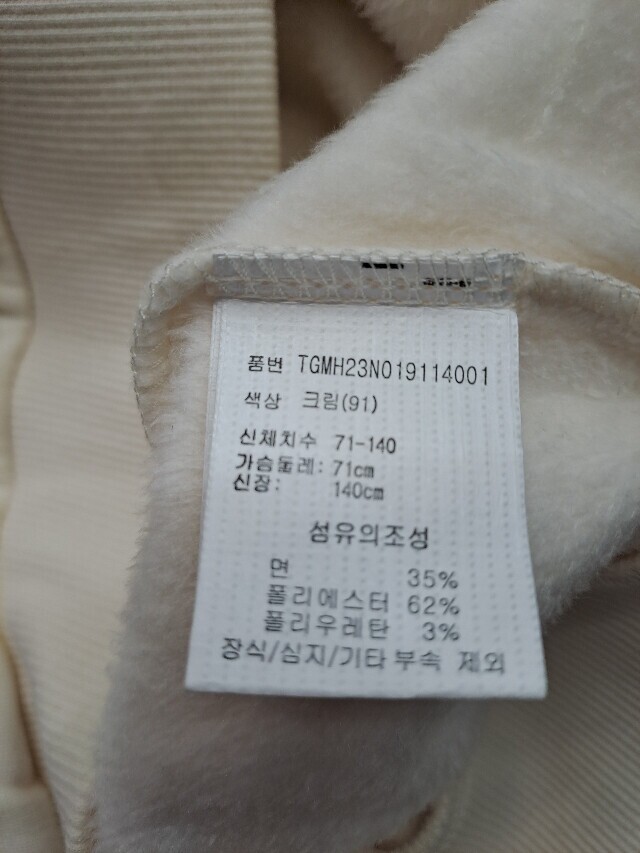 품번 TGMH23N019114001
색상 크림(91)
신체치수 71-140
가슴둘레: 71cm
신장: 140cm
섬유의조성
면 35%
폴리에스터 62%
폴리우레탄 3%
장식/심지/기타 부속 제외